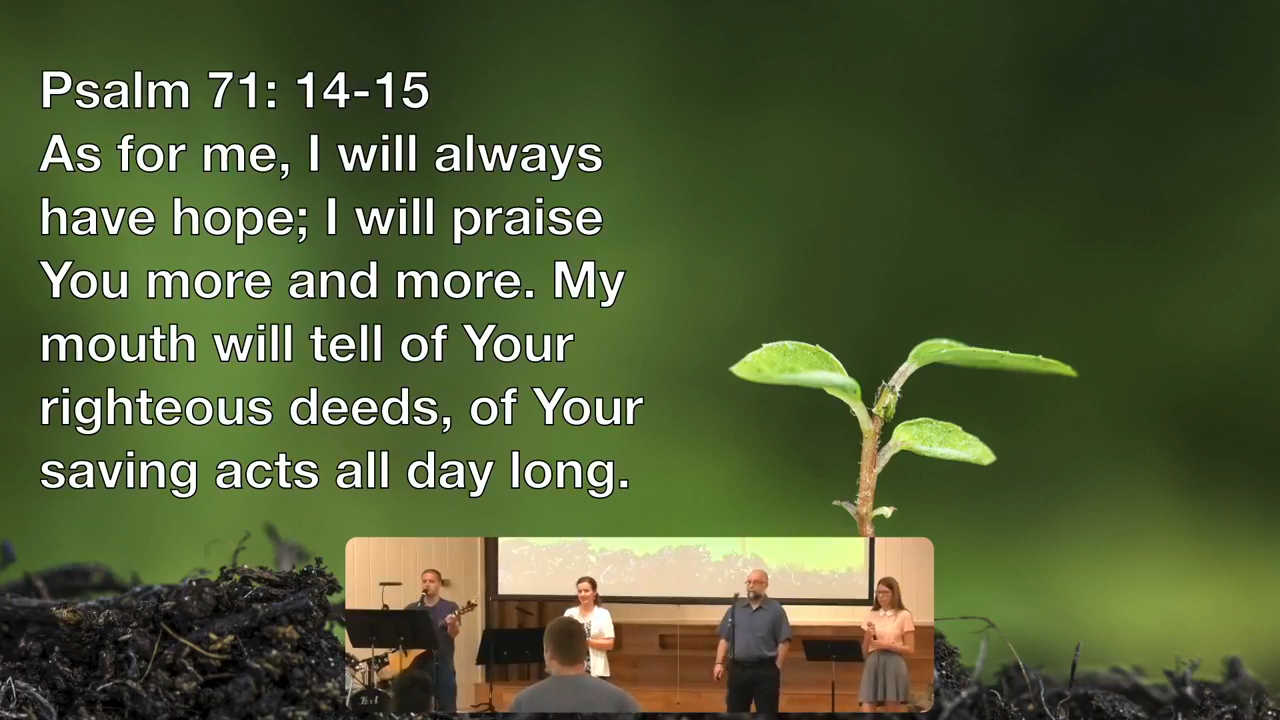 Psalm 71: 14-15
As for me, I will always
have hope; I will praise
You more and more. My
mouth will tell of Your
righteous deeds, of Your
saving acts all day long.